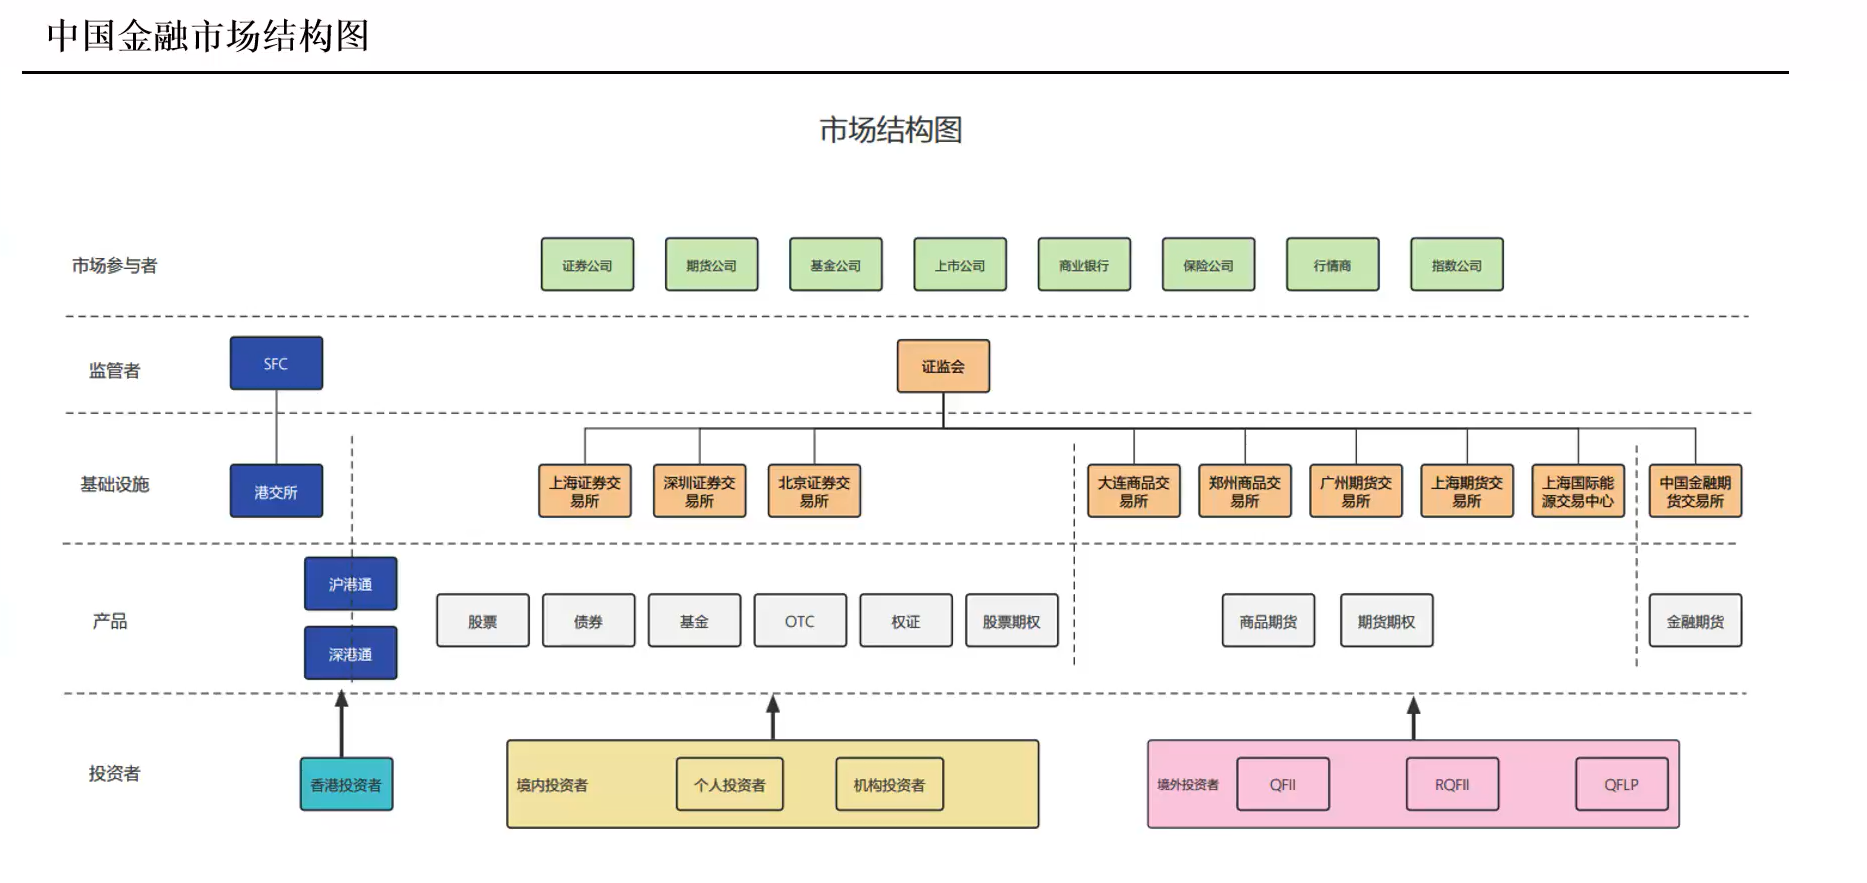 中国金融市场结构图
市场结构图
市场参与者
证券公司
期货公司
基金公司
上市公司
商业银行
保险公司
行情商
指数公司
监管者
SFC
证监会
基础设施
港交所
上海证券交
易所
深圳证券交
易所
北京证券交
易所
大连商品交
易所
郑州商品交
易所
广州期货交
易所
上海期货交
易所
上海国际能
源交易中心
中国金融期
货交易所
产品
沪港通
深港通
股票
债券
基金
OTC
权证
股票期权
商品期货
期货期权
金融期货
投资者
香港投资者
境内投资者
个人投资者
机构投资者
境外投资者
QFII
RQFII
QFLP